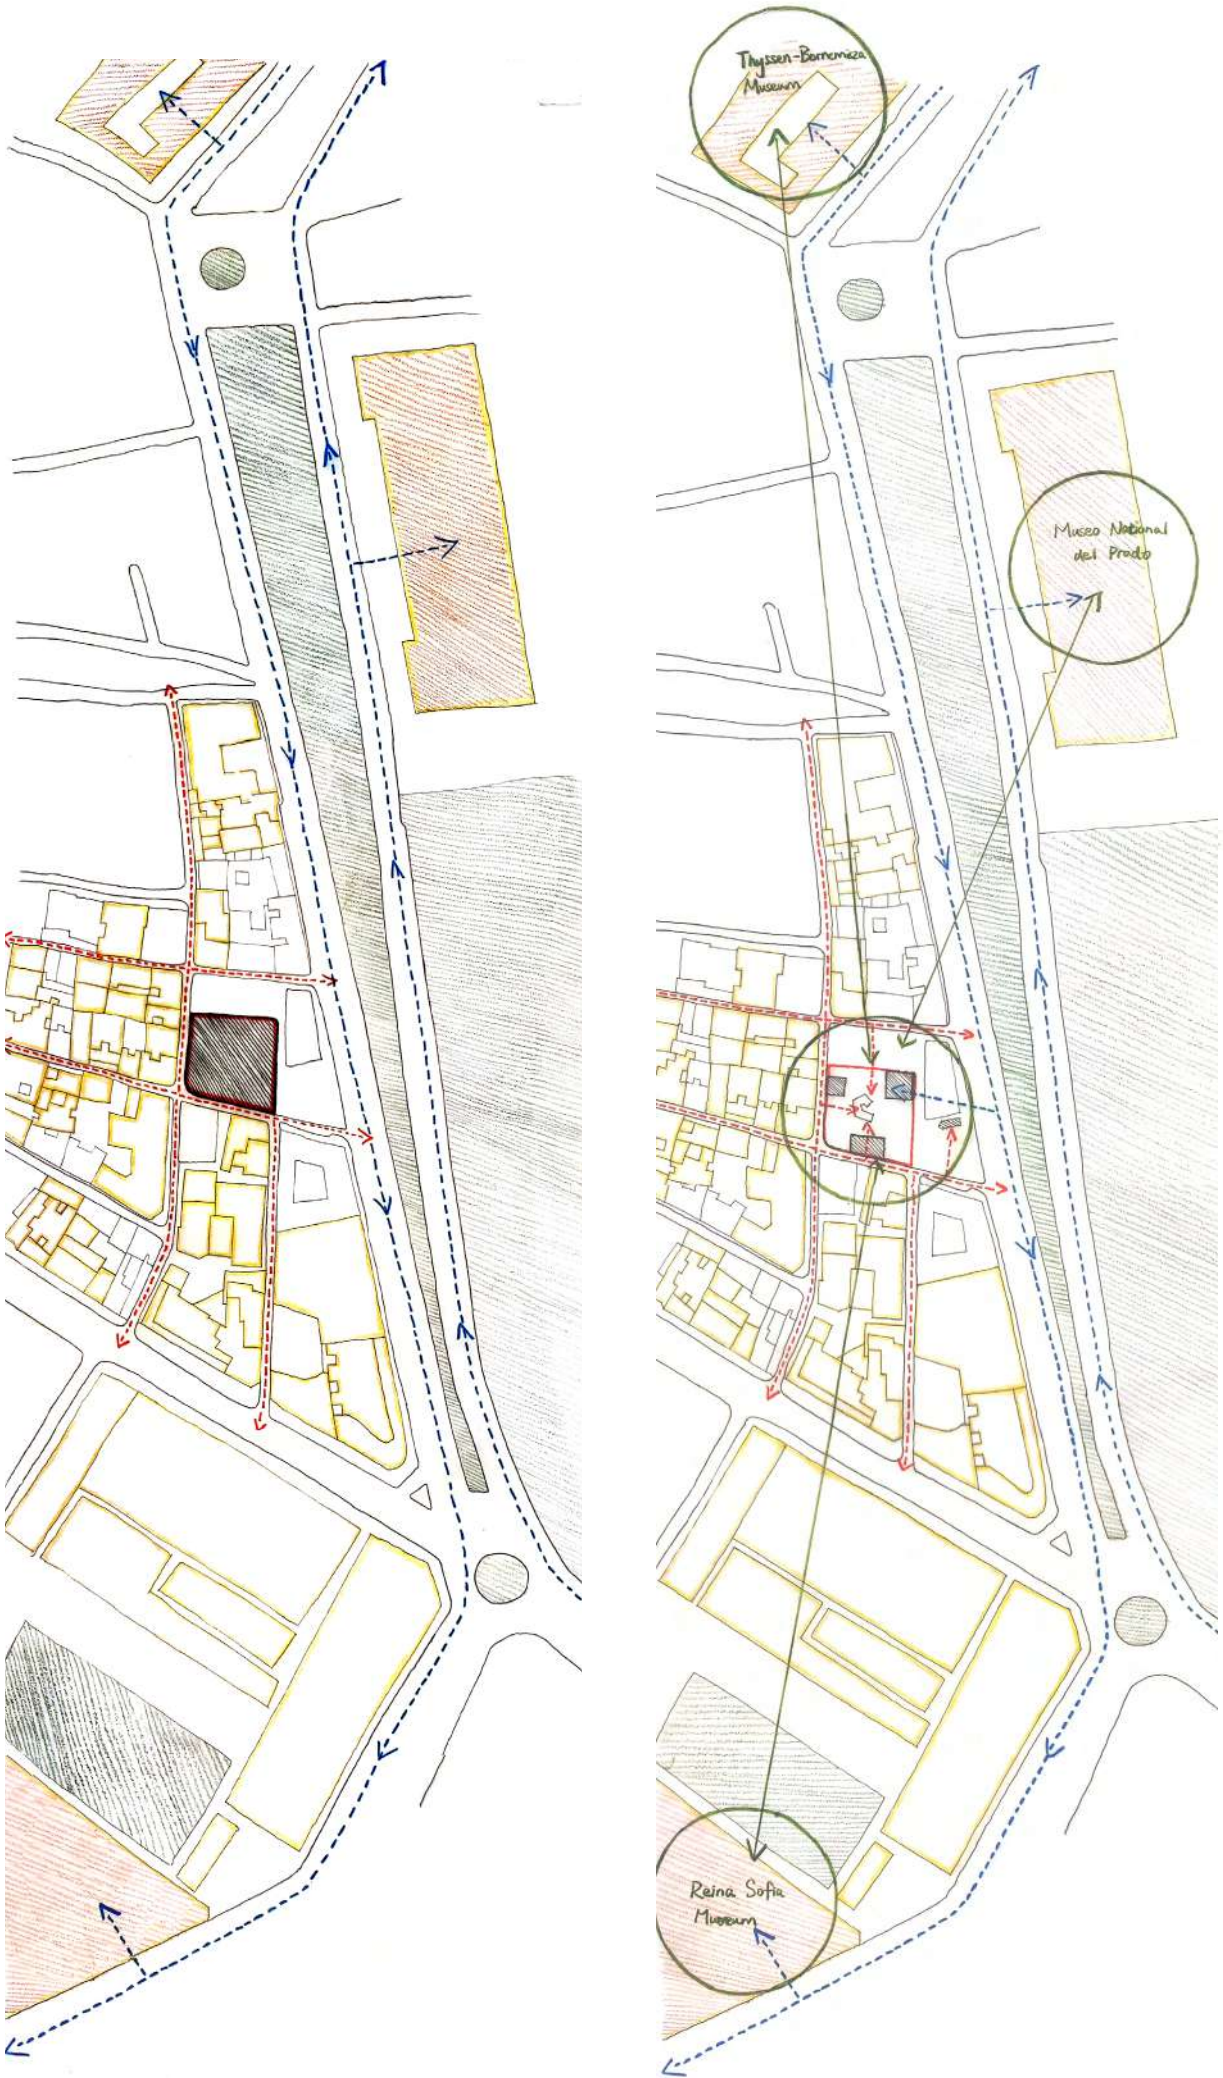 Thyssen-Bornemisza
Museum
Museo National
del Prado
Reina Sofia
Museum